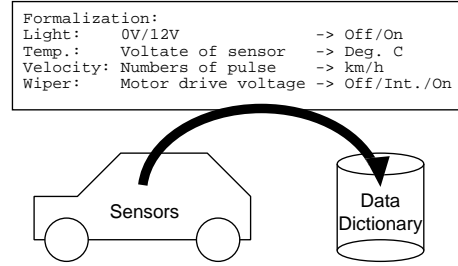 Formalization:
Light: 0V/12V -> Off/On
Temp.: Voltate of sensor -> Deg. C
Velocity: Numbers of pulse -> km/h
Wiper: Motor drive voltage -> Off/Int./On
Sensors
Data
Dictionary